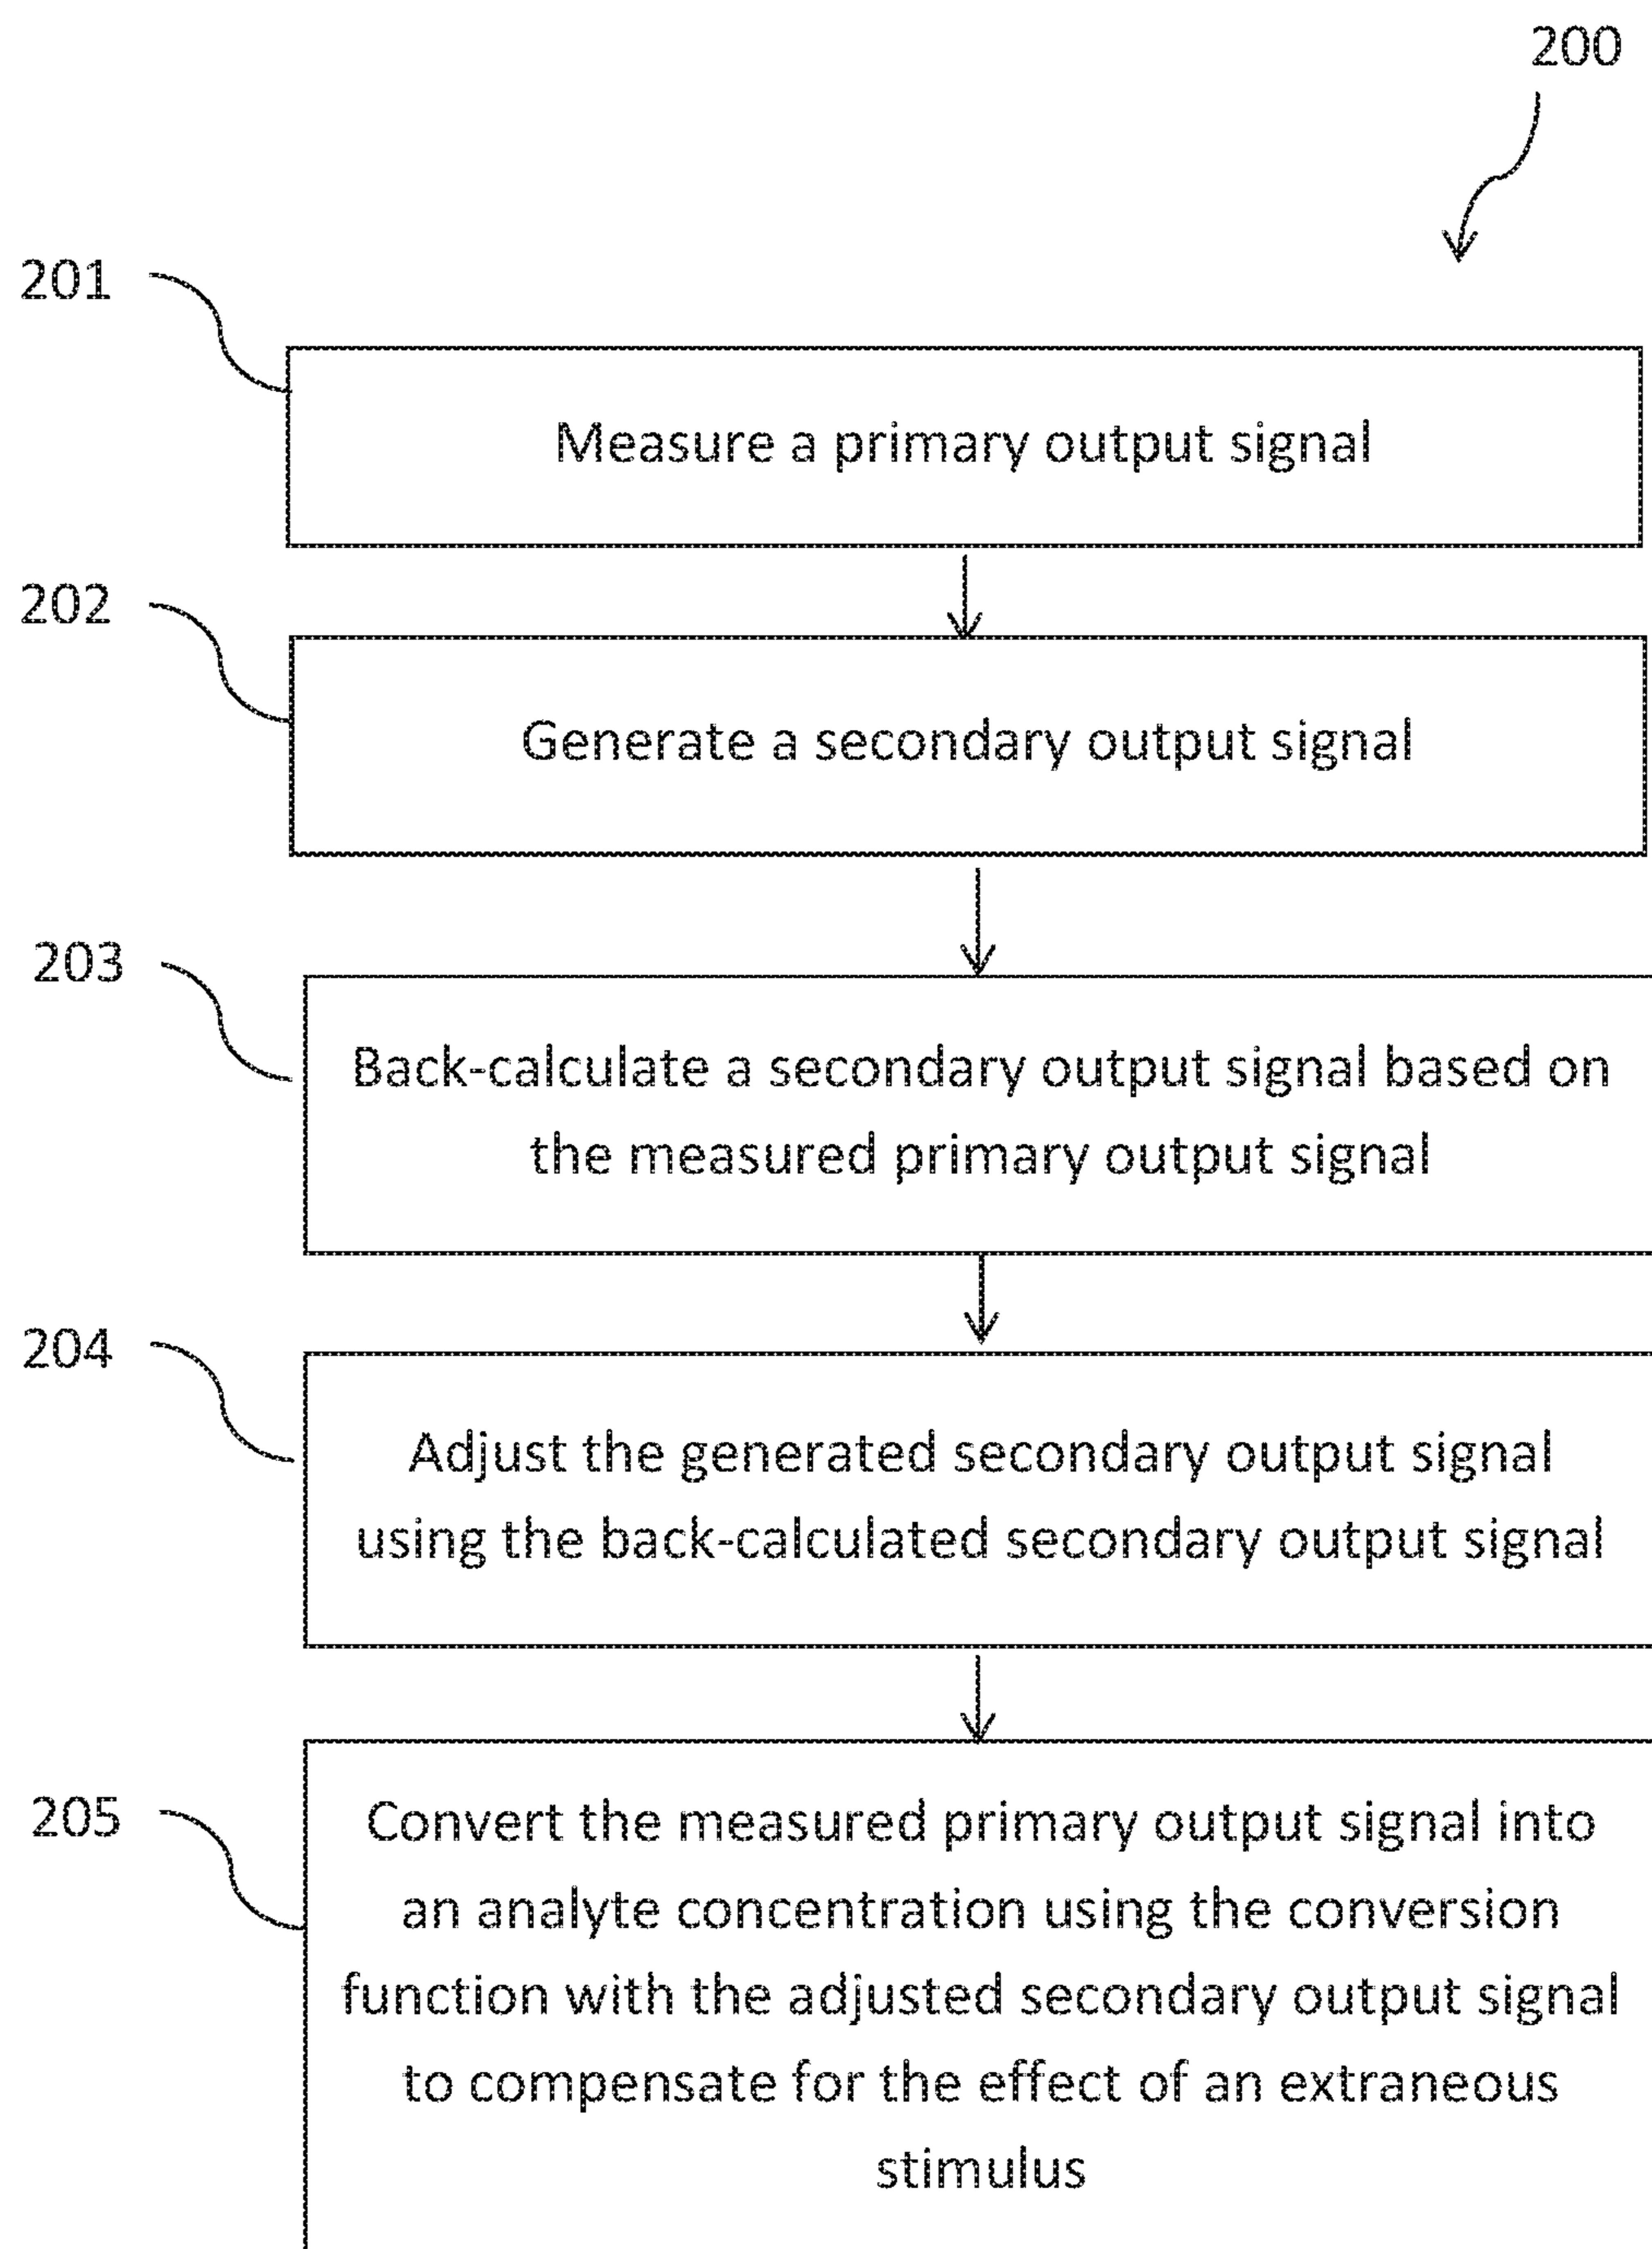 200
201
Measure a primary output signal
202
Generate a secondary output signal
203
Back-calculate a secondary output signal based on
the measured primary output signal
204
Adjust the generated secondary output signal
using the back-calculated secondary output signal
205
Convert the measured primary output signal into
an analyte concentration using the conversion
function with the adjusted secondary output signal
to compensate for the effect of an extraneous
stimulus